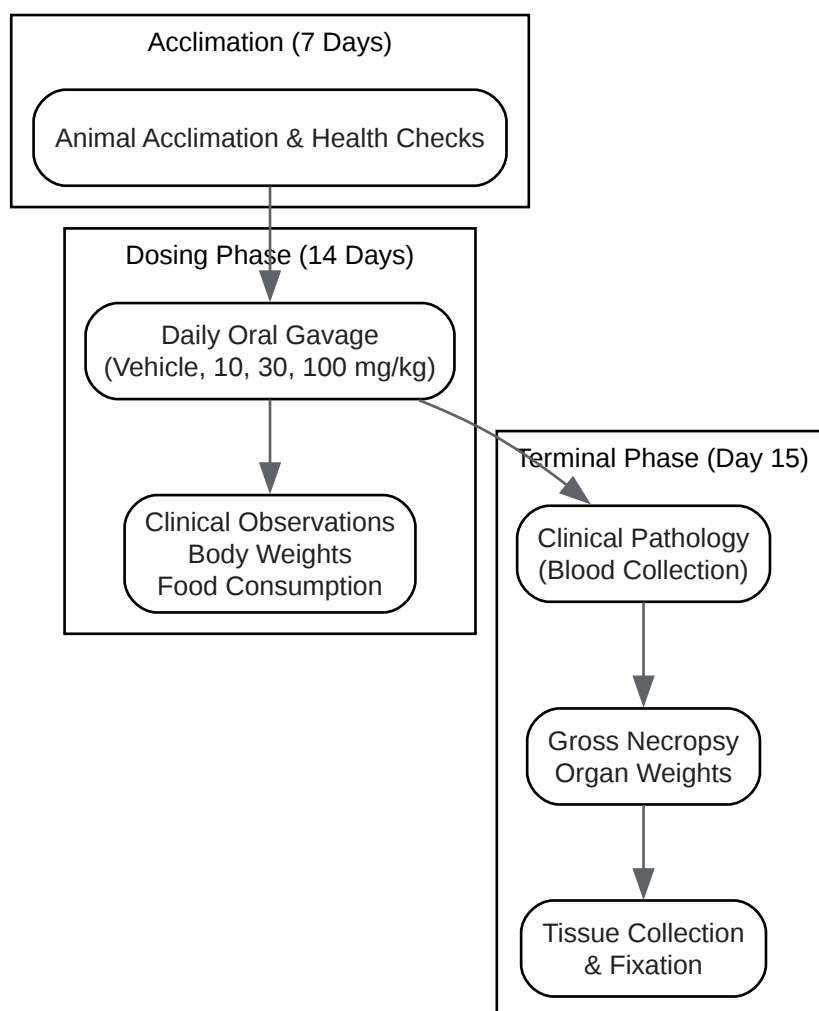 Acclimation (7 Days)
Animal Acclimation & Health Checks
Dosing Phase (14 Days)
Daily Oral Gavage
(Vehicle, 10, 30, 100 mg/kg)
Clinical Observations
Body Weights
Food Consumption
Terminal Phase (Day 15)
Clinical Pathology
(Blood Collection)
Gross Necropsy
Organ Weights
Tissue Collection
& Fixation